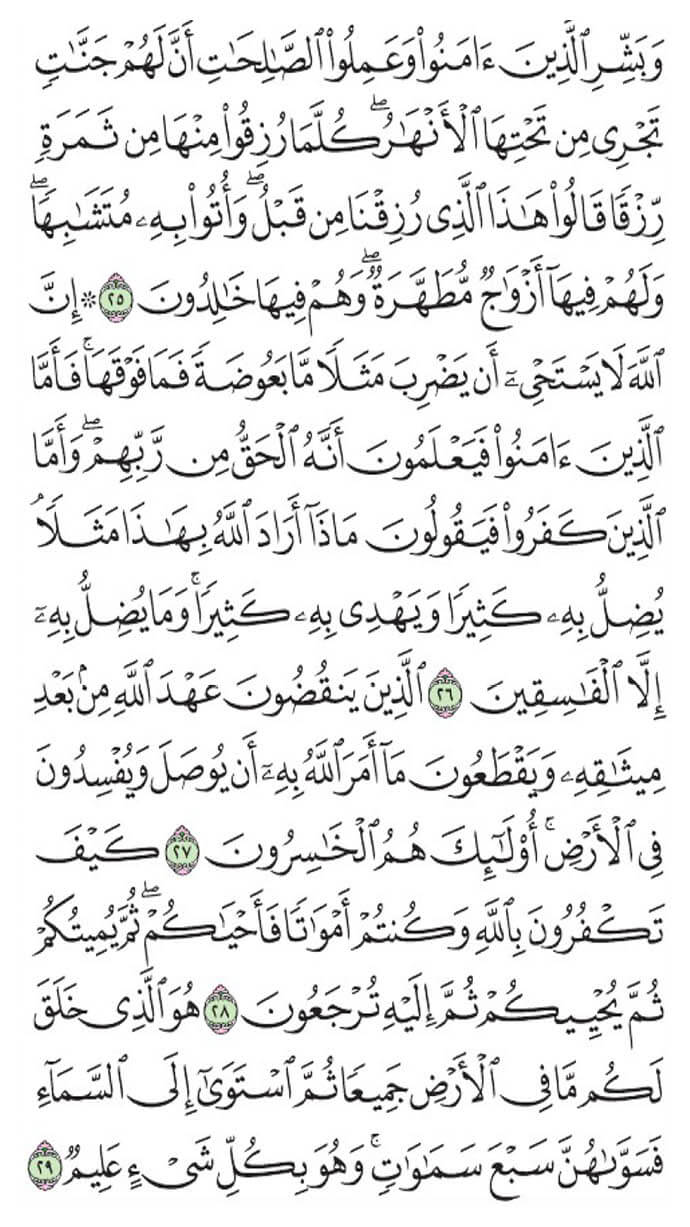 وَبَشِّرِ ٱلَّذِينَ ءَامَنُواْ وَعَمِلُواْ ٱلصَّٰلِحَٰتِ أَنَّ لَهُمۡ جَنَّٰتٖ
تَجۡرِي مِن تَحۡتِهَا ٱلۡأَنۡهَٰرُۖ كُلَّمَا رُزِقُواْ مِنۡهَا مِن ثَمَرَةٖ
رِّزۡقٗا قَالُواْ هَٰذَا ٱلَّذِي رُزِقۡنَا مِن قَبۡلُۖ وَأُتُواْ بِهِۦ مُتَشَٰبِهٗاۖ
وَلَهُمۡ فِيهَآ أَزۡوَٰجٞ مُّطَهَّرَةٞۖ وَهُمۡ فِيهَا خَٰلِدُونَ ٢٥ ۞ إِنَّ
ٱللَّهَ لَا يَسۡتَحۡيِۦٓ أَن يَضۡرِبَ مَثَلٗا مَّا بَعُوضَةٗ فَمَا فَوۡقَهَاۚ فَأَمَّا
ٱلَّذِينَ ءَامَنُواْ فَيَعۡلَمُونَ أَنَّهُ ٱلۡحَقُّ مِن رَّبِّهِمۡۖ وَأَمَّا
ٱلَّذِينَ كَفَرُواْ فَيَقُولُونَ مَاذَآ أَرَادَ ٱللَّهُ بِهَٰذَا مَثَلٗاۘ
يُضِلُّ بِهِۦ كَثِيرٗا وَيَهۡدِي بِهِۦ كَثِيرٗاۚ وَمَا يُضِلُّ بِهِۦٓ
إِلَّا ٱلۡفَٰسِقِينَ ٢٦ ٱلَّذِينَ يَنقُضُونَ عَهۡدَ ٱللَّهِ مِنۢ بَعۡدِ
مِيثَٰقِهِۦ وَيَقۡطَعُونَ مَآ أَمَرَ ٱللَّهُ بِهِۦٓ أَن يُوصَلَ وَيُفۡسِدُونَ
فِي ٱلۡأَرۡضِۚ أُوْلَٰٓئِكَ هُمُ ٱلۡخَٰسِرُونَ ٢٧ كَيۡفَ
تَكۡفُرُونَ بِٱللَّهِ وَكُنتُمۡ أَمۡوَٰتٗا فَأَحۡيَٰكُمۡۖ ثُمَّ يُمِيتُكُمۡ
ثُمَّ يُحۡيِيكُمۡ ثُمَّ إِلَيۡهِ تُرۡجَعُونَ ٢٨ هُوَ ٱلَّذِي خَلَقَ
لَكُم مَّا فِي ٱلۡأَرۡضِ جَمِيعٗا ثُمَّ ٱسۡتَوَىٰٓ إِلَى ٱلسَّمَآءِ
فَسَوَّىٰهُنَّ سَبۡعَ سَمَٰوَٰتٖۚ وَهُوَ بِكُلِّ شَيۡءٍ عَلِيمٞ ٢٩